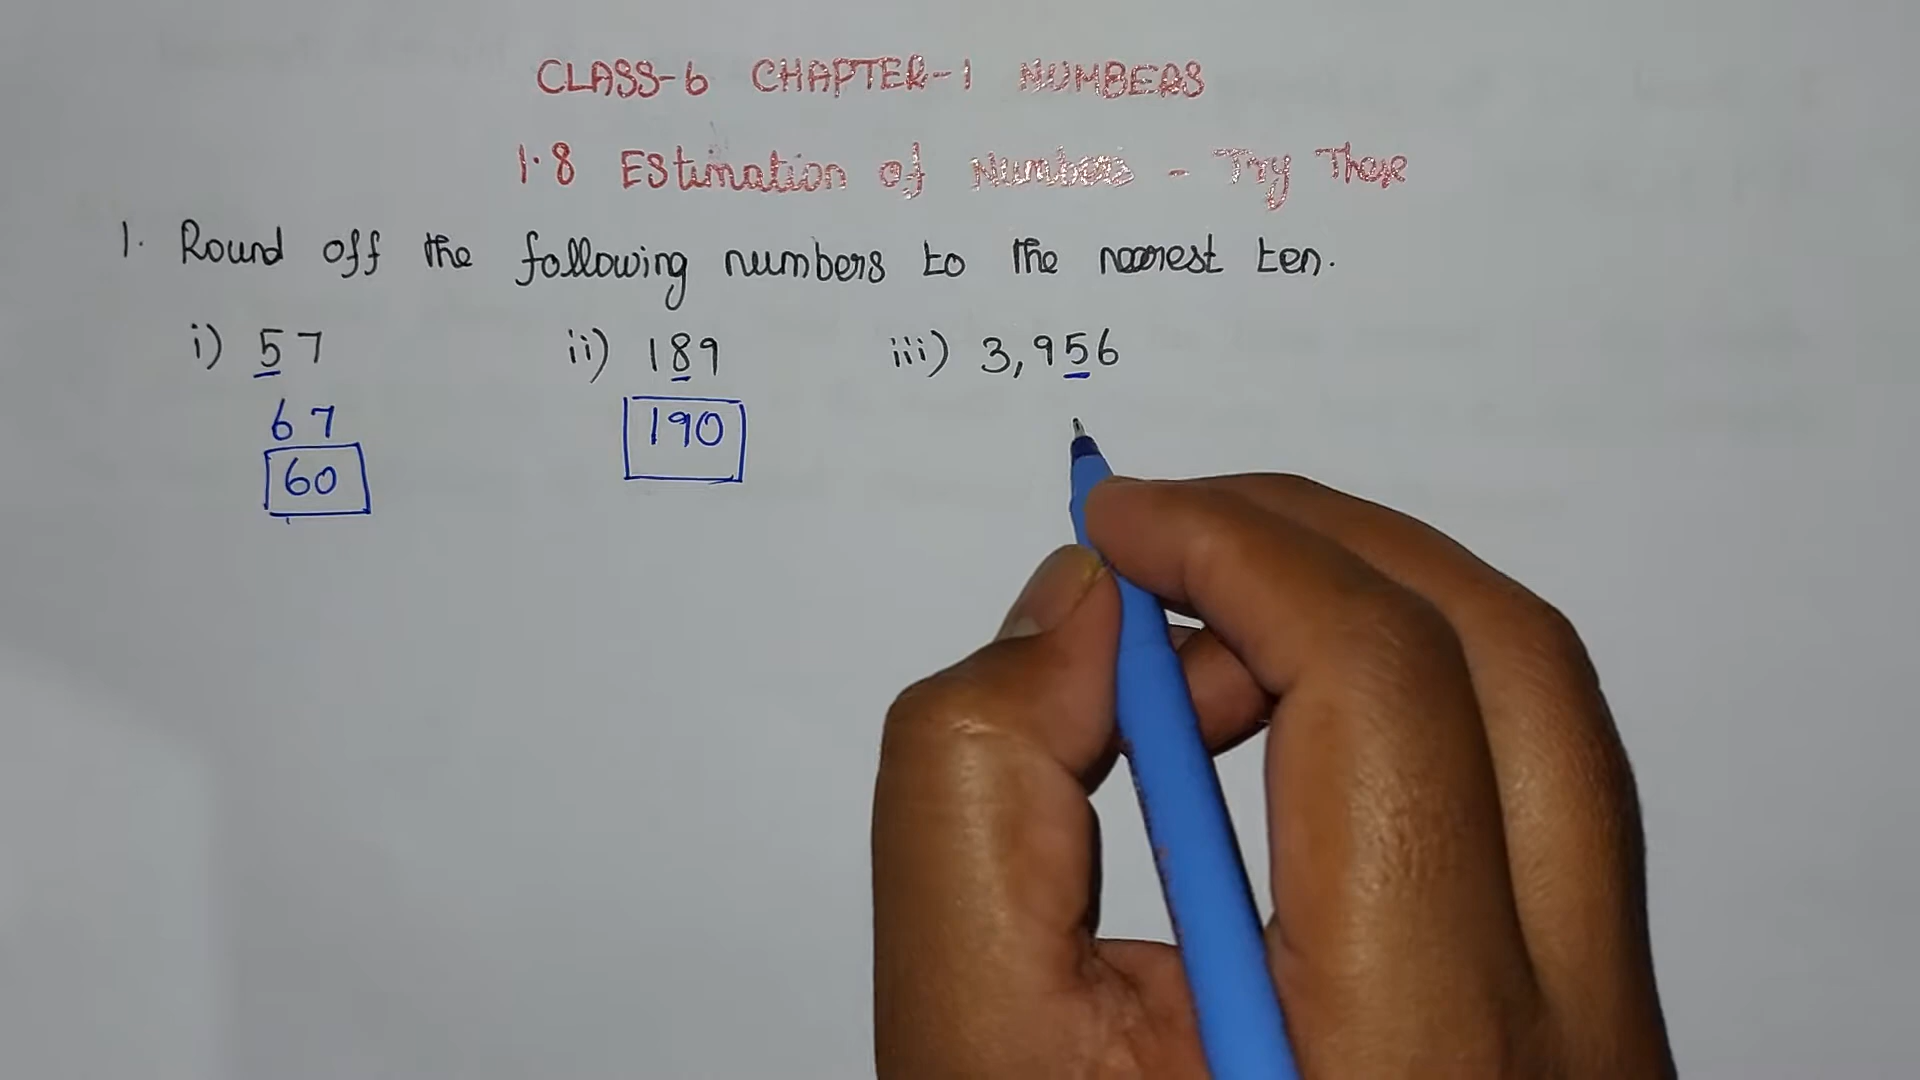 CLASS-6 CHAPTER-1 NUMBERS
1.8 Estimation of Numbers - Try These
1. Round off the following numbers to the nearest ten.
i) 57 ii) 189 iii) 3,956
67 190
60